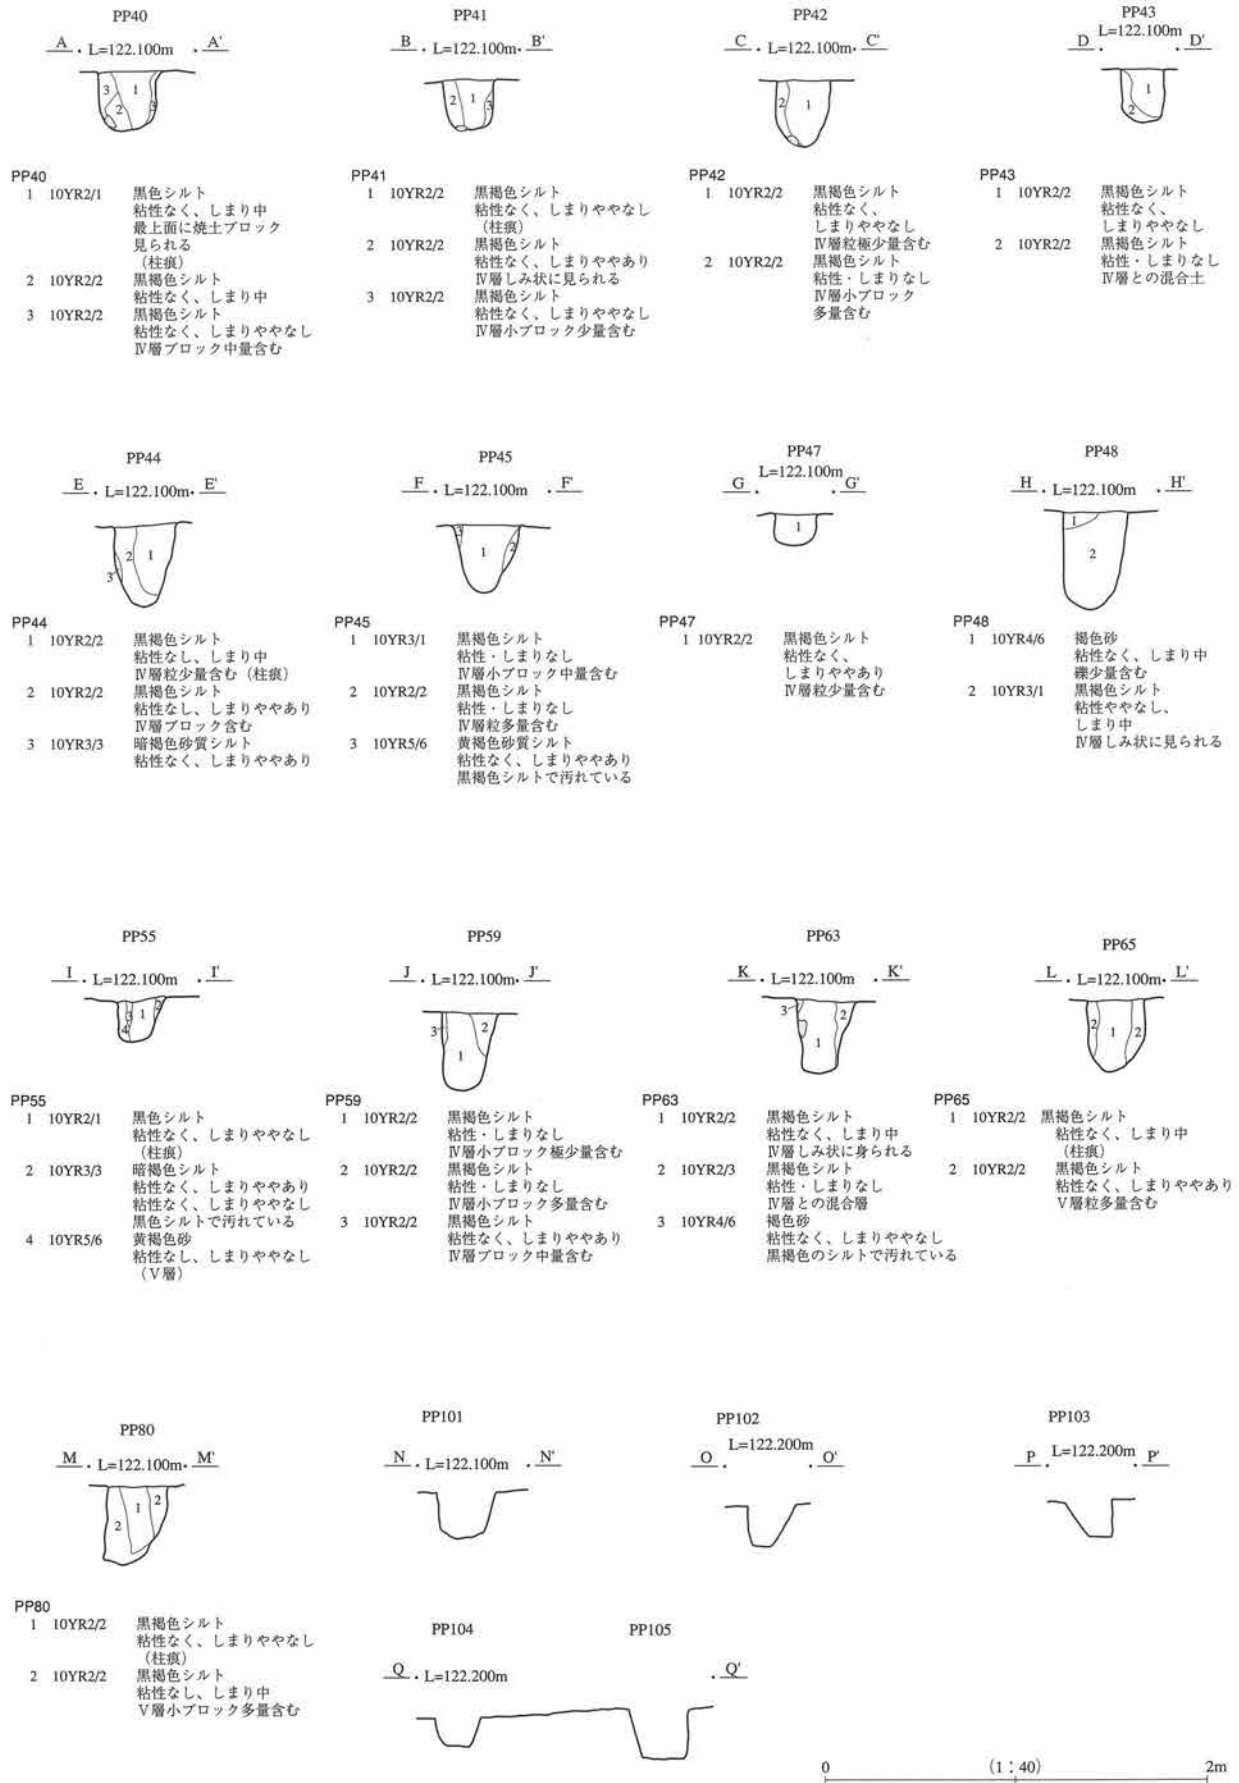 PP40
A ・ L=122.100m ・ A'
3 1 2 3
PP41
B ・ L=122.100m・ B'
2 1 3
PP42
C ・ L=122.100m・ C'
2 1
PP43
L=122.100m
D ・ ・ D'
1
2
PP40
1 10YR2/1 黒色シルト
粘性なく、しまり中
最上面に焼土ブロック
見られる
（柱痕）
2 10YR2/2 黒褐色シルト
粘性なく、しまり中
3 10YR2/2 黒褐色シルト
粘性なく、しまりややなし
Ⅳ層ブロック中量含む
PP41
1 10YR2/2 黒褐色シルト
粘性なく、しまりややなし
（柱痕）
2 10YR2/2 黒褐色シルト
粘性なく、しまりややあり
Ⅳ層しみ状に見られる
3 10YR2/2 黒褐色シルト
粘性なく、しまりややなし
Ⅳ層小ブロック少量含む
PP42
1 10YR2/2 黒褐色シルト
粘性なく、
しまりややなし
Ⅳ層粒極少量含む
2 10YR2/2 黒褐色シルト
粘性・しまりなし
Ⅳ層小ブロック
多量含む
PP43
1 10YR2/2 黒褐色シルト
粘性なく、
しまりややなし
2 10YR2/2 黒褐色シルト
粘性・しまりなし
Ⅳ層との混合土
PP44
E ・ L=122.100m・ E'
2 1
3
PP45
F ・ L=122.100m ・ F'
3 1 2
PP47
L=122.100m
G ・ ・ G'
1
PP48
H ・ L=122.100m ・ H'
1
2
PP44
1 10YR2/2 黒褐色シルト
粘性なし、しまり中
Ⅳ層粒少量含む（柱痕）
2 10YR2/2 黒褐色シルト
粘性なし、しまりややあり
Ⅳ層ブロック含む
3 10YR3/3 暗褐色砂質シルト
粘性なく、しまりややあり
PP45
1 10YR3/1 黒褐色シルト
粘性・しまりなし
Ⅳ層小ブロック中量含む
2 10YR2/2 黒褐色シルト
粘性・しまりなし
Ⅳ層粒多量含む
3 10YR5/6 黄褐色砂質シルト
粘性なく、しまりややあり
黒褐色シルトで汚れている
PP47
1 10YR2/2 黒褐色シルト
粘性なく、
しまりややあり
Ⅳ層粒少量含む
PP48
1 10YR4/6 褐色砂
粘性なく、しまり中
礫少量含む
2 10YR3/1 黒褐色シルト
粘性ややなし、
しまり中
Ⅳ層しみ状に見られる
PP55
I ・ L=122.100m ・ I'
3 1 2
4
PP59
J ・ L=122.100m・ J'
3 2
1
PP63
K ・ L=122.100m ・ K'
3 2
1
PP65
L ・ L=122.100m・ L'
2 1 2
PP55
1 10YR2/1 黒色シルト
粘性なく、しまりややなし
（柱痕）
2 10YR3/3 暗褐色シルト
粘性なく、しまりややあり
粘性なく、しまりややなし
黒色シルトで汚れている
4 10YR5/6 黄褐色砂
粘性なし、しまりややなし
（Ⅴ層）
PP59
1 10YR2/2 黒褐色シルト
粘性・しまりなし
Ⅳ層小ブロック極少量含む
2 10YR2/2 黒褐色シルト
粘性・しまりなし
Ⅳ層小ブロック多量含む
3 10YR2/2 黒褐色シルト
粘性なく、しまりややあり
Ⅳ層ブロック中量含む
PP63
1 10YR2/2 黒褐色シルト
粘性なく、しまり中
Ⅳ層しみ状に身られる
2 10YR2/3 黒褐色シルト
粘性・しまりなし
Ⅳ層との混合層
3 10YR4/6 褐色砂
粘性なく、しまりややなし
黒褐色のシルトで汚れている
PP65
1 10YR2/2 黒褐色シルト
粘性なく、しまり中
（柱痕）
2 10YR2/2 黒褐色シルト
粘性なく、しまりややあり
Ⅴ層粒多量含む
PP80
M ・ L=122.100m・ M'
2 1 2
PP101
N ・ L=122.100m ・ N'
PP102
L=122.200m
O ・ ・ O'
PP103
L=122.200m
P ・ ・ P'
PP80
1 10YR2/2 黒褐色シルト
粘性なく、しまりややなし
（柱痕）
2 10YR2/2 黒褐色シルト
粘性なし、しまり中
Ⅴ層小ブロック多量含む
PP104 PP105
Q ・ L=122.200m ・ Q'
0 (1：40) 2m